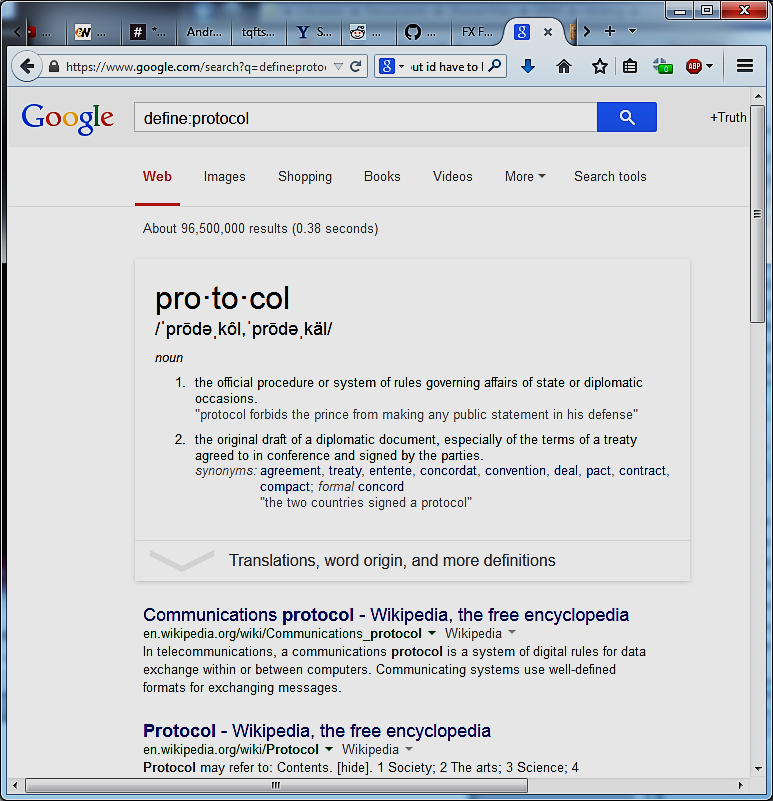 ... # *... Andr... tqfts... Y S... ... ... FX F...
https://www.google.com/search?q=define:proto out id have to ABP
Google define:protocol +Truth
Web Images Shopping Books Videos More Search tools
About 96,500,000 results (0.38 seconds)
pro·to·col
/ˈprōdəˌkôl,ˈprōdəˌkäl/
noun
1. the official procedure or system of rules governing affairs of state or diplomatic
occasions.
"protocol forbids the prince from making any public statement in his defense"
2. the original draft of a diplomatic document, especially of the terms of a treaty
agreed to in conference and signed by the parties.
synonyms: agreement, treaty, entente, concordat, convention, deal, pact, contract,
compact; formal concord
"the two countries signed a protocol"
Translations, word origin, and more definitions
Communications protocol - Wikipedia, the free encyclopedia
en.wikipedia.org/wiki/Communications_protocol Wikipedia
In telecommunications, a communications protocol is a system of digital rules for data
exchange within or between computers. Communicating systems use well-defined
formats for exchanging messages.
Protocol - Wikipedia, the free encyclopedia
en.wikipedia.org/wiki/Protocol Wikipedia
Protocol may refer to: Contents. [hide]. 1 Society; 2 The arts; 3 Science; 4